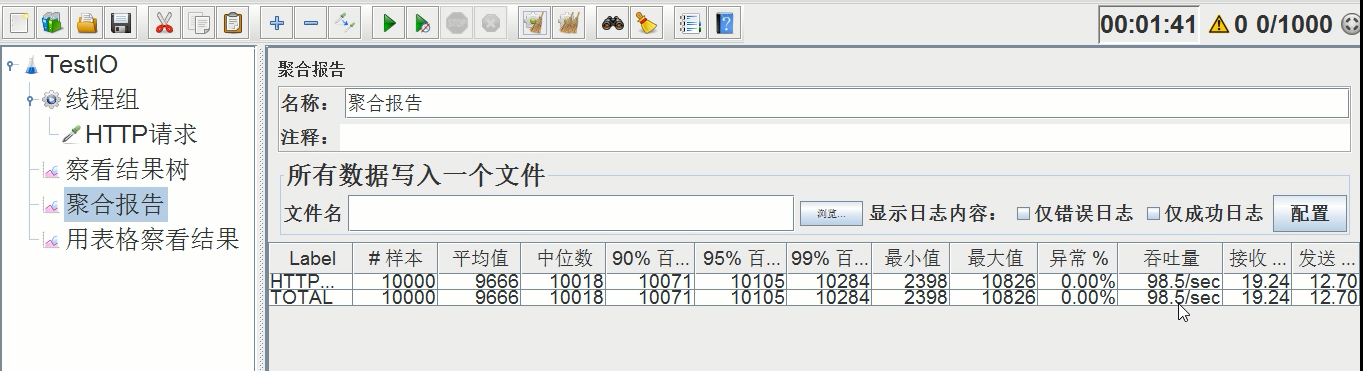 00:01:41 0 0/1000
TestIO
线程组
HTTP请求
察看结果树
聚合报告
用表格察看结果
聚合报告
名称： 聚合报告
注释：
所有数据写入一个文件
文件名 浏览... 显示日志内容： 仅错误日志 仅成功日志 配置
Label # 样本 平均值 中位数 90% 百... 95% 百... 99% 百... 最小值 最大值 异常 % 吞吐量 接收 ... 发送 ...
HTTP... 10000 9666 10018 10071 10105 10284 2398 10826 0.00% 98.5/sec 19.24 12.70
TOTAL 10000 9666 10018 10071 10105 10284 2398 10826 0.00% 98.5/sec 19.24 12.70